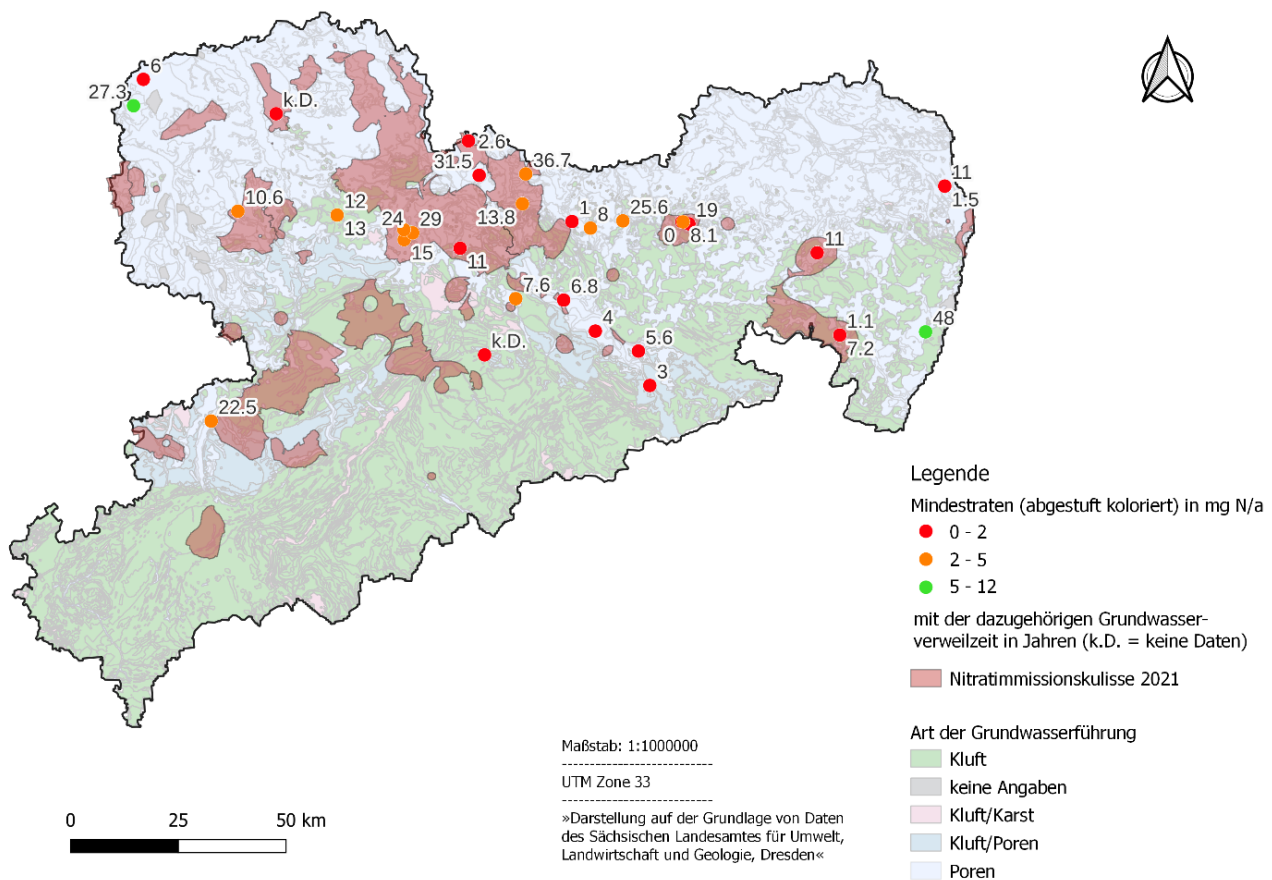 6
27.3
k.D.
2.6
31.5
36.7
11
1.5
10.6
12
13
24
29
15
13.8
1
8
25.6
19
0
8.1
11
11
7.6
6.8
4
5.6
3
k.D.
1.1
7.2
48
22.5
Legende
Mindestraten (abgestuft koloriert) in mg N/a
0 - 2
2 - 5
5 - 12
mit der dazugehörigen Grundwasser-
verweilzeit in Jahren (k.D. = keine Daten)
Nitratimmissionskulisse 2021
Art der Grundwasserführung
Kluft
keine Angaben
Kluft/Karst
Kluft/Poren
Poren
Maßstab: 1:1000000
---------------------------
UTM Zone 33
---------------------------
»Darstellung auf der Grundlage von Daten
des Sächsischen Landesamtes für Umwelt,
Landwirtschaft und Geologie, Dresden«
0 25 50 km